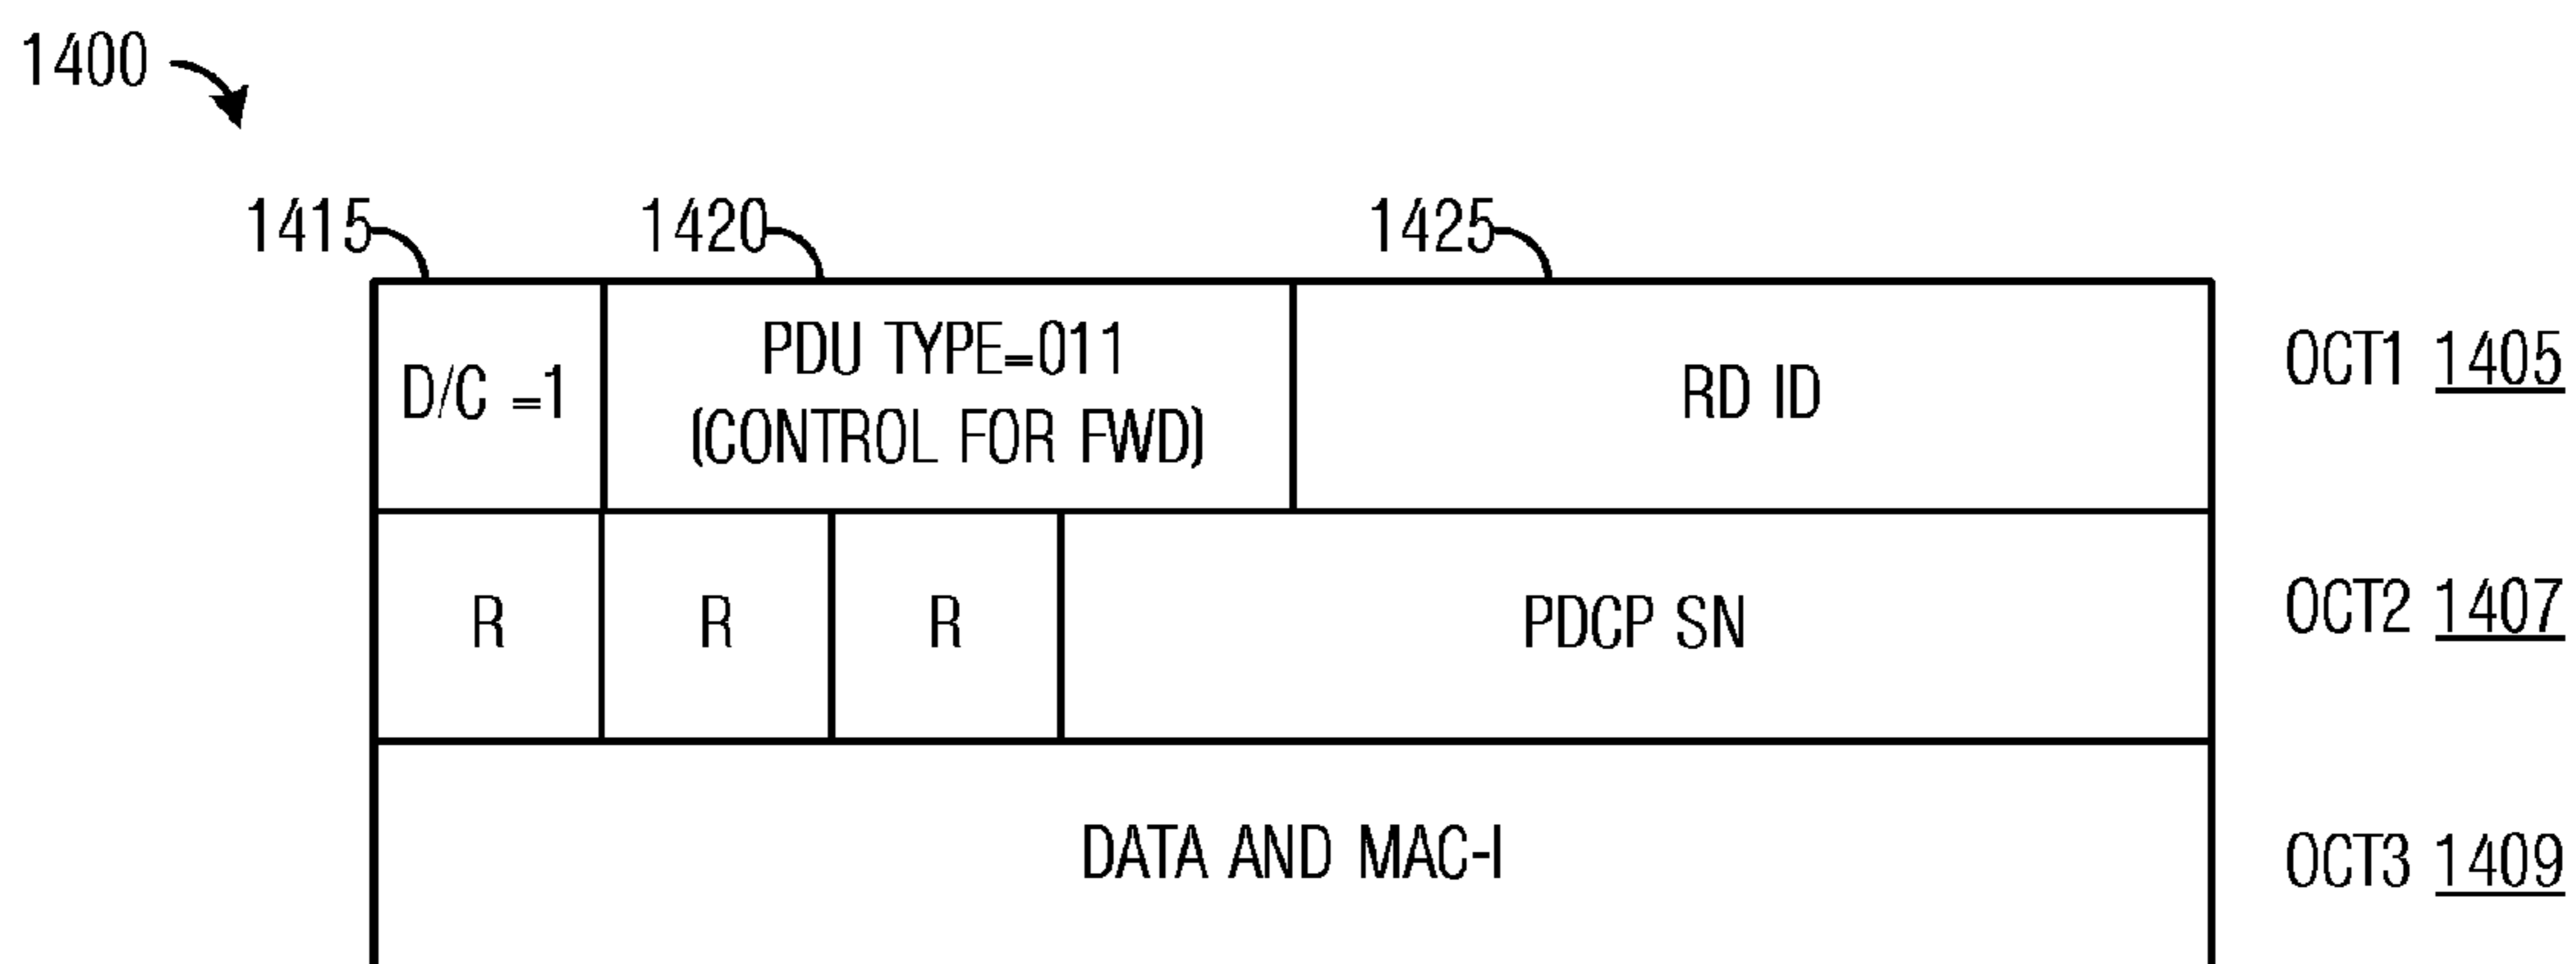 1400
1415 1420 1425
D/C =1 PDU TYPE=011 (CONTROL FOR FWD) RD ID OCT1 1405
R R R PDCP SN OCT2 1407
DATA AND MAC-I OCT3 1409